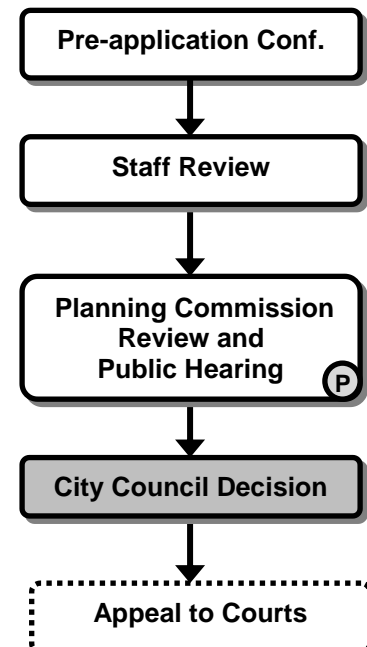 Pre-application Conf.
Staff Review
Planning Commission
Review and
Public Hearing
P
City Council Decision
Appeal to Courts